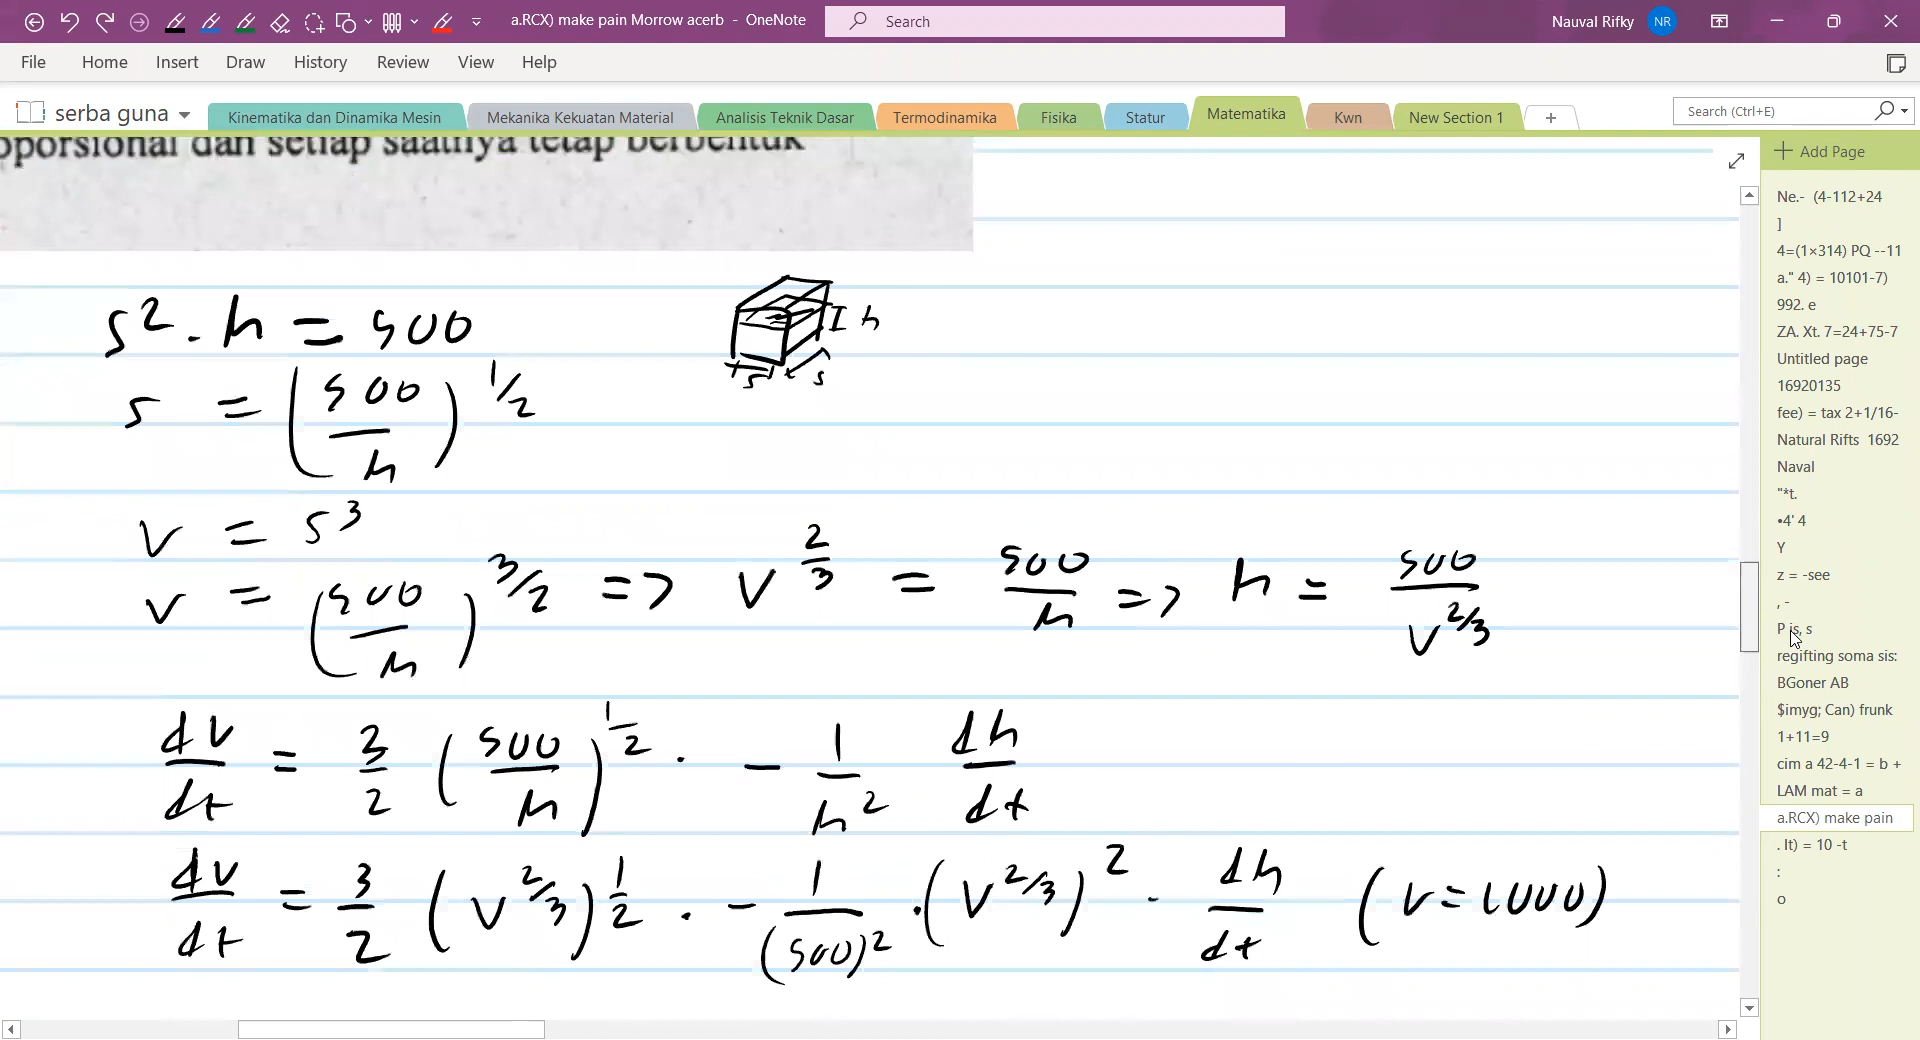 a.RCX) make pain Morrow acerb - OneNote
Search
Nauval Rifky NR
File Home Insert Draw History Review View Help
serba guna
Kinematika dan Dinamika Mesin Mekanika Kekuatan Material Analisis Teknik Dasar Termodinamika Fisika Statur Matematika Kwn New Section 1 +
Search (Ctrl+E)
oporsional dan setiap saatnya tetap berbentuk
s² . h = 500
s = (500/h)^1/2
h
s s
v = s³
v = (500/h)^3/2 => v^2/3 = 500/h => h = 500/v^2/3
dv/dt = 3/2 (500/h)^1/2 . - 1/h² dh/dt
dv/dt = 3/2 (v^2/3)^1/2 . - 1/(500)² . (v^2/3)² . dh/dt (v=1000)
Add Page
Ne.- (4-112+24
]
4=(1×314) PQ --11
a." 4) = 10101-7)
992. e
ZA. Xt. 7=24+75-7
Untitled page
16920135
fee) = tax 2+1/16-
Natural Rifts 1692
Naval
"*t.
•4' 4
Y
z = -see
, -
P is, s
regifting soma sis:
BGoner AB
$imyg; Can) frunk
1+11=9
cim a 42-4-1 = b +
LAM mat = a
a.RCX) make pain
. It) = 10 -t
:
o